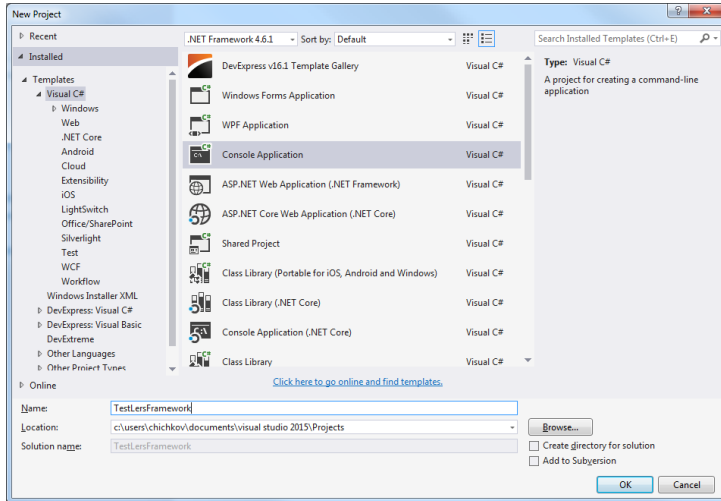 New Project
Recent
.NET Framework 4.6.1
Sort by: Default
Search Installed Templates (Ctrl+E)
Installed
Templates
Visual C#
Windows
Web
.NET Core
Android
Cloud
Extensibility
iOS
LightSwitch
Office/SharePoint
Silverlight
Test
WCF
Workflow
Windows Installer XML
DevExpress: Visual C#
DevExpress: Visual Basic
DevExtreme
Other Languages
Other Project Types
Online
DevExpress v16.1 Template Gallery Visual C#
Windows Forms Application Visual C#
WPF Application Visual C#
Console Application Visual C#
ASP.NET Web Application (.NET Framework) Visual C#
ASP.NET Core Web Application (.NET Core) Visual C#
Shared Project Visual C#
Class Library (Portable for iOS, Android and Windows) Visual C#
Class Library (.NET Core) Visual C#
Console Application (.NET Core) Visual C#
Class Library Visual C#
Click here to go online and find templates.
Type: Visual C#
A project for creating a command-line
application
Name: TestLersFramework
Location: c:\users\chichkov\documents\visual studio 2015\Projects
Browse...
Solution name: TestLersFramework
Create directory for solution
Add to Subversion
OK
Cancel